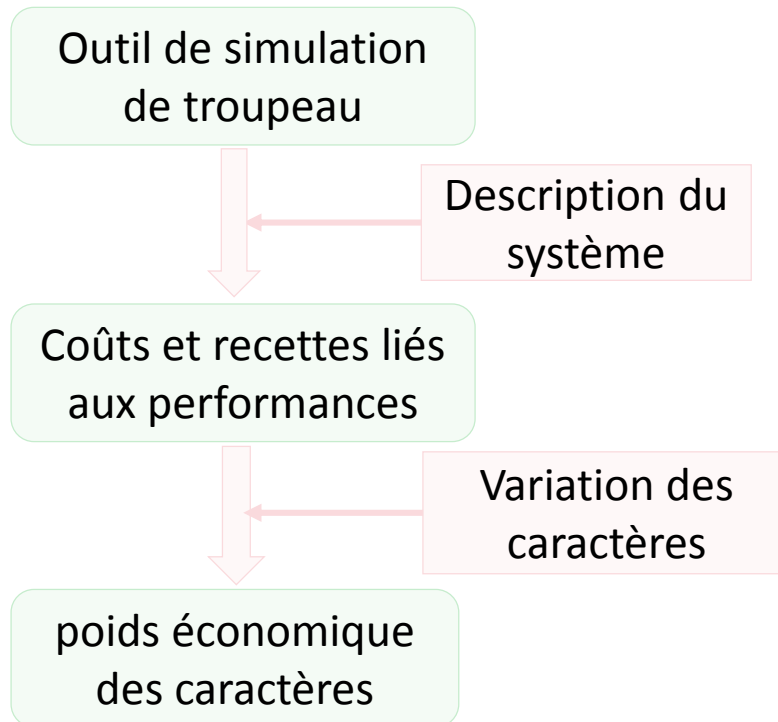 Outil de simulation
de troupeau
Description du
système
Coûts et recettes liés
aux performances
Variation des
caractères
poids économique
des caractères